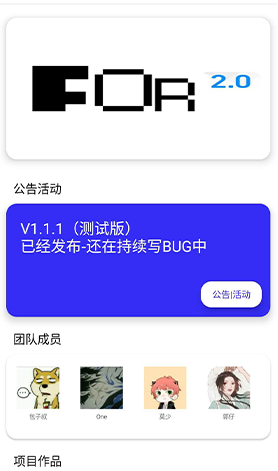 FOR 2.0
公告活动
V1.1.1（测试版）
已经发布-还在持续写BUG中
公告|活动
团队成员
包子叔 One 莫少 郭仔
项目作品